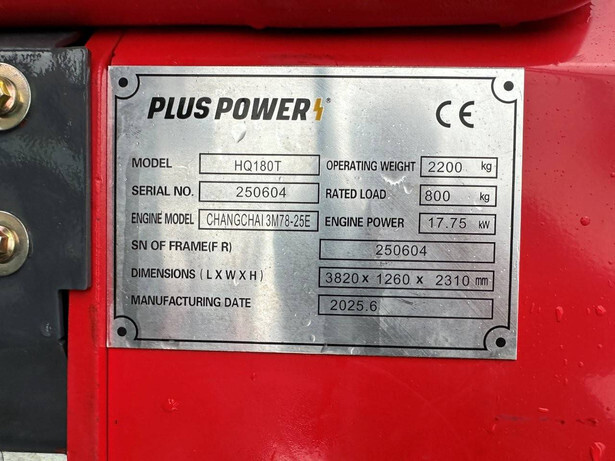 PLUS POWER ® CE
MODEL HQ180T OPERATING WEIGHT 2200 kg
SERIAL NO. 250604 RATED LOAD 800 kg
ENGINE MODEL CHANGCHAI 3M78-25E ENGINE POWER 17.75 kW
SN OF FRAME(F R) 250604
DIMENSIONS ( L X W X H ) 3820 x 1260 x 2310 mm
MANUFACTURING DATE 2025.6